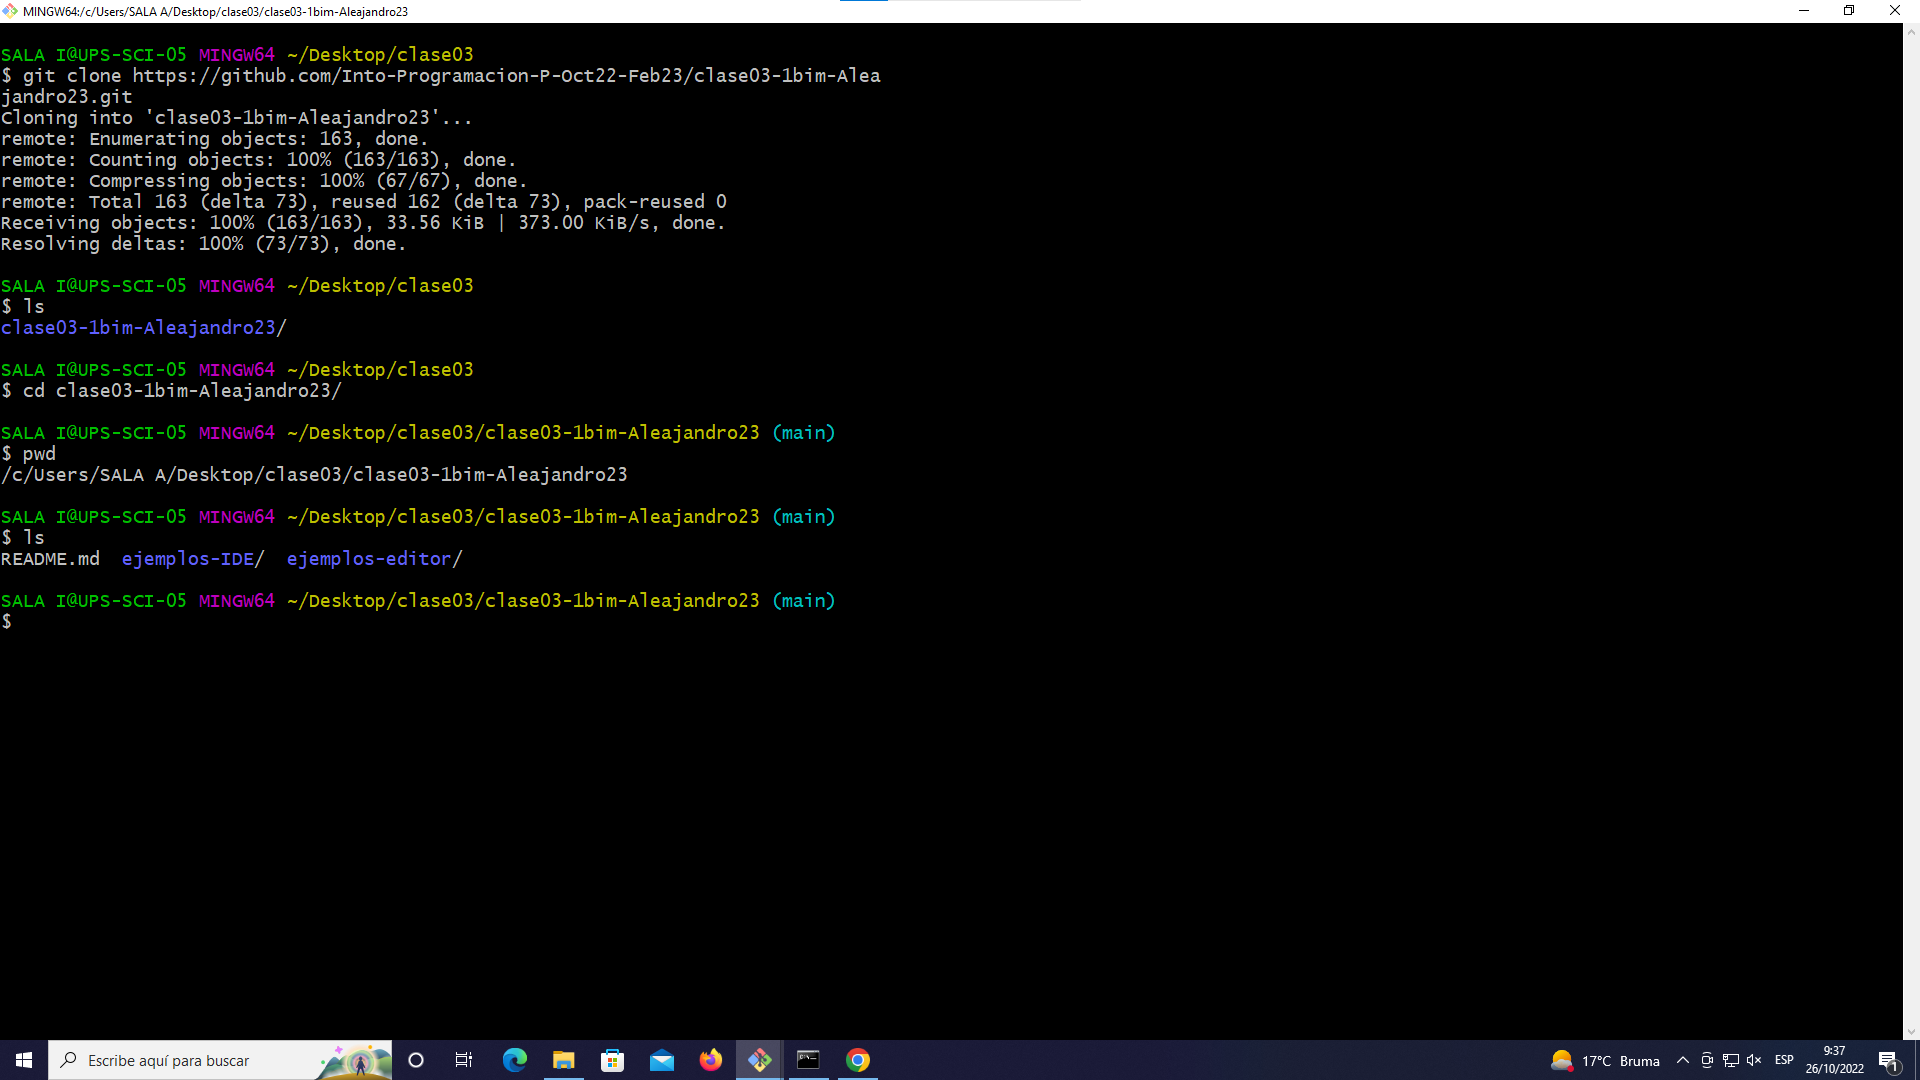 MINGW64:/c/Users/SALA A/Desktop/clase03/clase03-1bim-Aleajandro23
SALA I@UPS-SCI-05 MINGW64 ~/Desktop/clase03
$ git clone https://github.com/Into-Programacion-P-Oct22-Feb23/clase03-1bim-Alea
jandro23.git
Cloning into 'clase03-1bim-Aleajandro23'...
remote: Enumerating objects: 163, done.
remote: Counting objects: 100% (163/163), done.
remote: Compressing objects: 100% (67/67), done.
remote: Total 163 (delta 73), reused 162 (delta 73), pack-reused 0
Receiving objects: 100% (163/163), 33.56 KiB | 373.00 KiB/s, done.
Resolving deltas: 100% (73/73), done.
SALA I@UPS-SCI-05 MINGW64 ~/Desktop/clase03
$ ls
clase03-1bim-Aleajandro23/
SALA I@UPS-SCI-05 MINGW64 ~/Desktop/clase03
$ cd clase03-1bim-Aleajandro23/
SALA I@UPS-SCI-05 MINGW64 ~/Desktop/clase03/clase03-1bim-Aleajandro23 (main)
$ pwd
/c/Users/SALA A/Desktop/clase03/clase03-1bim-Aleajandro23
SALA I@UPS-SCI-05 MINGW64 ~/Desktop/clase03/clase03-1bim-Aleajandro23 (main)
$ ls
README.md  ejemplos-IDE/  ejemplos-editor/
SALA I@UPS-SCI-05 MINGW64 ~/Desktop/clase03/clase03-1bim-Aleajandro23 (main)
$
Escribe aquí para buscar
17°C Bruma
ESP
9:37
26/10/2022
1